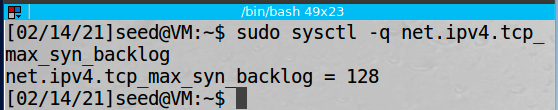 /bin/bash 49x23
[02/14/21]seed@VM:~$ sudo sysctl -q net.ipv4.tcp_
max_syn_backlog
net.ipv4.tcp_max_syn_backlog = 128
[02/14/21]seed@VM:~$